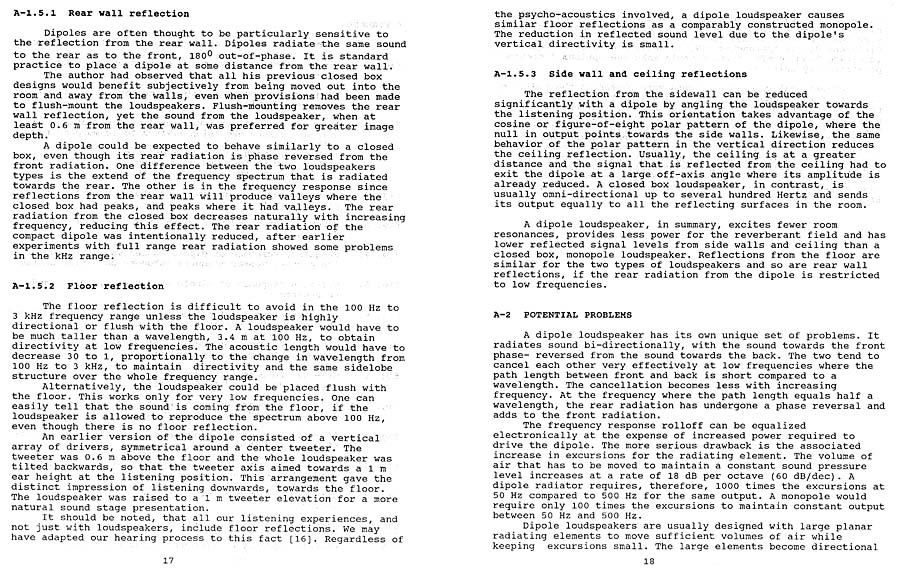 A-1.5.1 Rear wall reflection
Dipoles are often thought to be particularly sensitive to
the reflection from the rear wall. Dipoles radiate the same sound
to the rear as to the front, 180° out-of-phase. It is standard
practice to place a dipole at some distance from the rear wall.
The author had observed that all his previous closed box
designs would benefit subjectively from being moved out into the
room and away from the walls, even when provisions had been made
to flush-mount the loudspeakers. Flush-mounting removes the rear
wall reflection, yet the sound from the loudspeaker, when at
least 0.6 m from the rear wall, was preferred for greater image
depth.
A dipole could be expected to behave similarly to a closed
box, even though its rear radiation is phase reversed from the
front radiation. One difference between the two loudspeakers
types is the extend of the frequency spectrum that is radiated
towards the rear. The other is in the frequency response since
reflections from the rear wall will produce valleys where the
closed box had peaks, and peaks where it had valleys. The rear
radiation from the closed box decreases naturally with increasing
frequency, reducing this effect. The rear radiation of the
compact dipole was intentionally reduced, after earlier
experiments with full range rear radiation showed some problems
in the kHz range.
A-1.5.2 Floor reflection
The floor reflection is difficult to avoid in the 100 Hz to
3 kHz frequency range unless the loudspeaker is highly
directional or flush with the floor. A loudspeaker would have to
be much taller than a wavelength, 3.4 m at 100 Hz, to obtain
directivity at low frequencies. The acoustic length would have to
decrease 30 to 1, proportionally to the change in wavelength from
100 Hz to 3 kHz, to maintain directivity and the same sidelobe
structure over the whole frequency range.
Alternatively, the loudspeaker could be placed flush with
the floor. This works only for very low frequencies. One can
easily tell that the sound is coming from the floor, if the
loudspeaker is allowed to reproduce the spectrum above 100 Hz,
even though there is no floor reflection.
An earlier version of the dipole consisted of a vertical
array of drivers, symmetrical around a center tweeter. The
tweeter was 0.6 m above the floor and the whole loudspeaker was
tilted backwards, so that the tweeter axis aimed towards a 1 m
ear height at the listening position. This arrangement gave the
distinct impression of listening downwards, towards the floor.
The loudspeaker was raised to a 1 m tweeter elevation for a more
natural sound stage presentation.
It should be noted, that all our listening experiences, and
not just with loudspeakers, include floor reflections. We may
have adapted our hearing process to this fact [16]. Regardless of
17
the psycho-acoustics involved, a dipole loudspeaker causes
similar floor reflections as a comparably constructed monopole.
The reduction in reflected sound level due to the dipole's
vertical directivity is small.
A-1.5.3 Side wall and ceiling reflections
The reflection from the sidewall can be reduced
significantly with a dipole by angling the loudspeaker towards
the listening position. This orientation takes advantage of the
cosine or figure-of-eight polar pattern of the dipole, where the
null in output points towards the side walls. Likewise, the same
behavior of the polar pattern in the vertical direction reduces
the ceiling reflection. Usually, the ceiling is at a greater
distance and the signal that is reflected from the ceiling had to
exit the dipole at a large off-axis angle where its amplitude is
already reduced. A closed box loudspeaker, in contrast, is
usually omni-directional up to several hundred Hertz and sends
its output equally to all the reflecting surfaces in the room.
A dipole loudspeaker, in summary, excites fewer room
resonances, provides less power for the reverberant field and has
lower reflected signal levels from side walls and ceiling than a
closed box, monopole loudspeaker. Reflections from the floor are
similar for the two types of loudspeakers and so are rear wall
reflections, if the rear radiation from the dipole is restricted
to low frequencies.
A-2 POTENTIAL PROBLEMS
A dipole loudspeaker has its own unique set of problems. It
radiates sound bi-directionally, with the sound towards the front
phase- reversed from the sound towards the back. The two tend to
cancel each other very effectively at low frequencies where the
path length between front and back is short compared to a
wavelength. The cancellation becomes less with increasing
frequency. At the frequency where the path length equals half a
wavelength, the rear radiation has undergone a phase reversal and
adds to the front radiation.
The frequency response rolloff can be equalized
electronically at the expense of increased power required to
drive the dipole. The more serious drawback is the associated
increase in excursions for the radiating element. The volume of
air that has to be moved to maintain a constant sound pressure
level increases at a rate of 18 dB per octave (60 dB/dec). A
dipole radiator requires, therefore, 1000 times the excursions at
50 Hz compared to 500 Hz for the same output. A monopole would
require only 100 times the excursions to maintain constant output
between 50 Hz and 500 Hz.
Dipole loudspeakers are usually designed with large planar
radiating elements to move sufficient volumes of air while
keeping excursions small. The large elements become directional
18